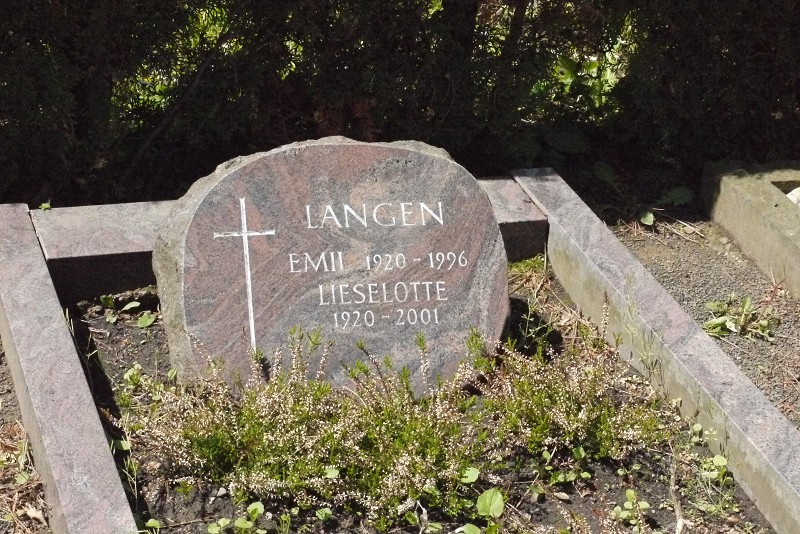 LANGEN
EMIL 1920 - 1996
LIESELOTTE
1920 - 2001